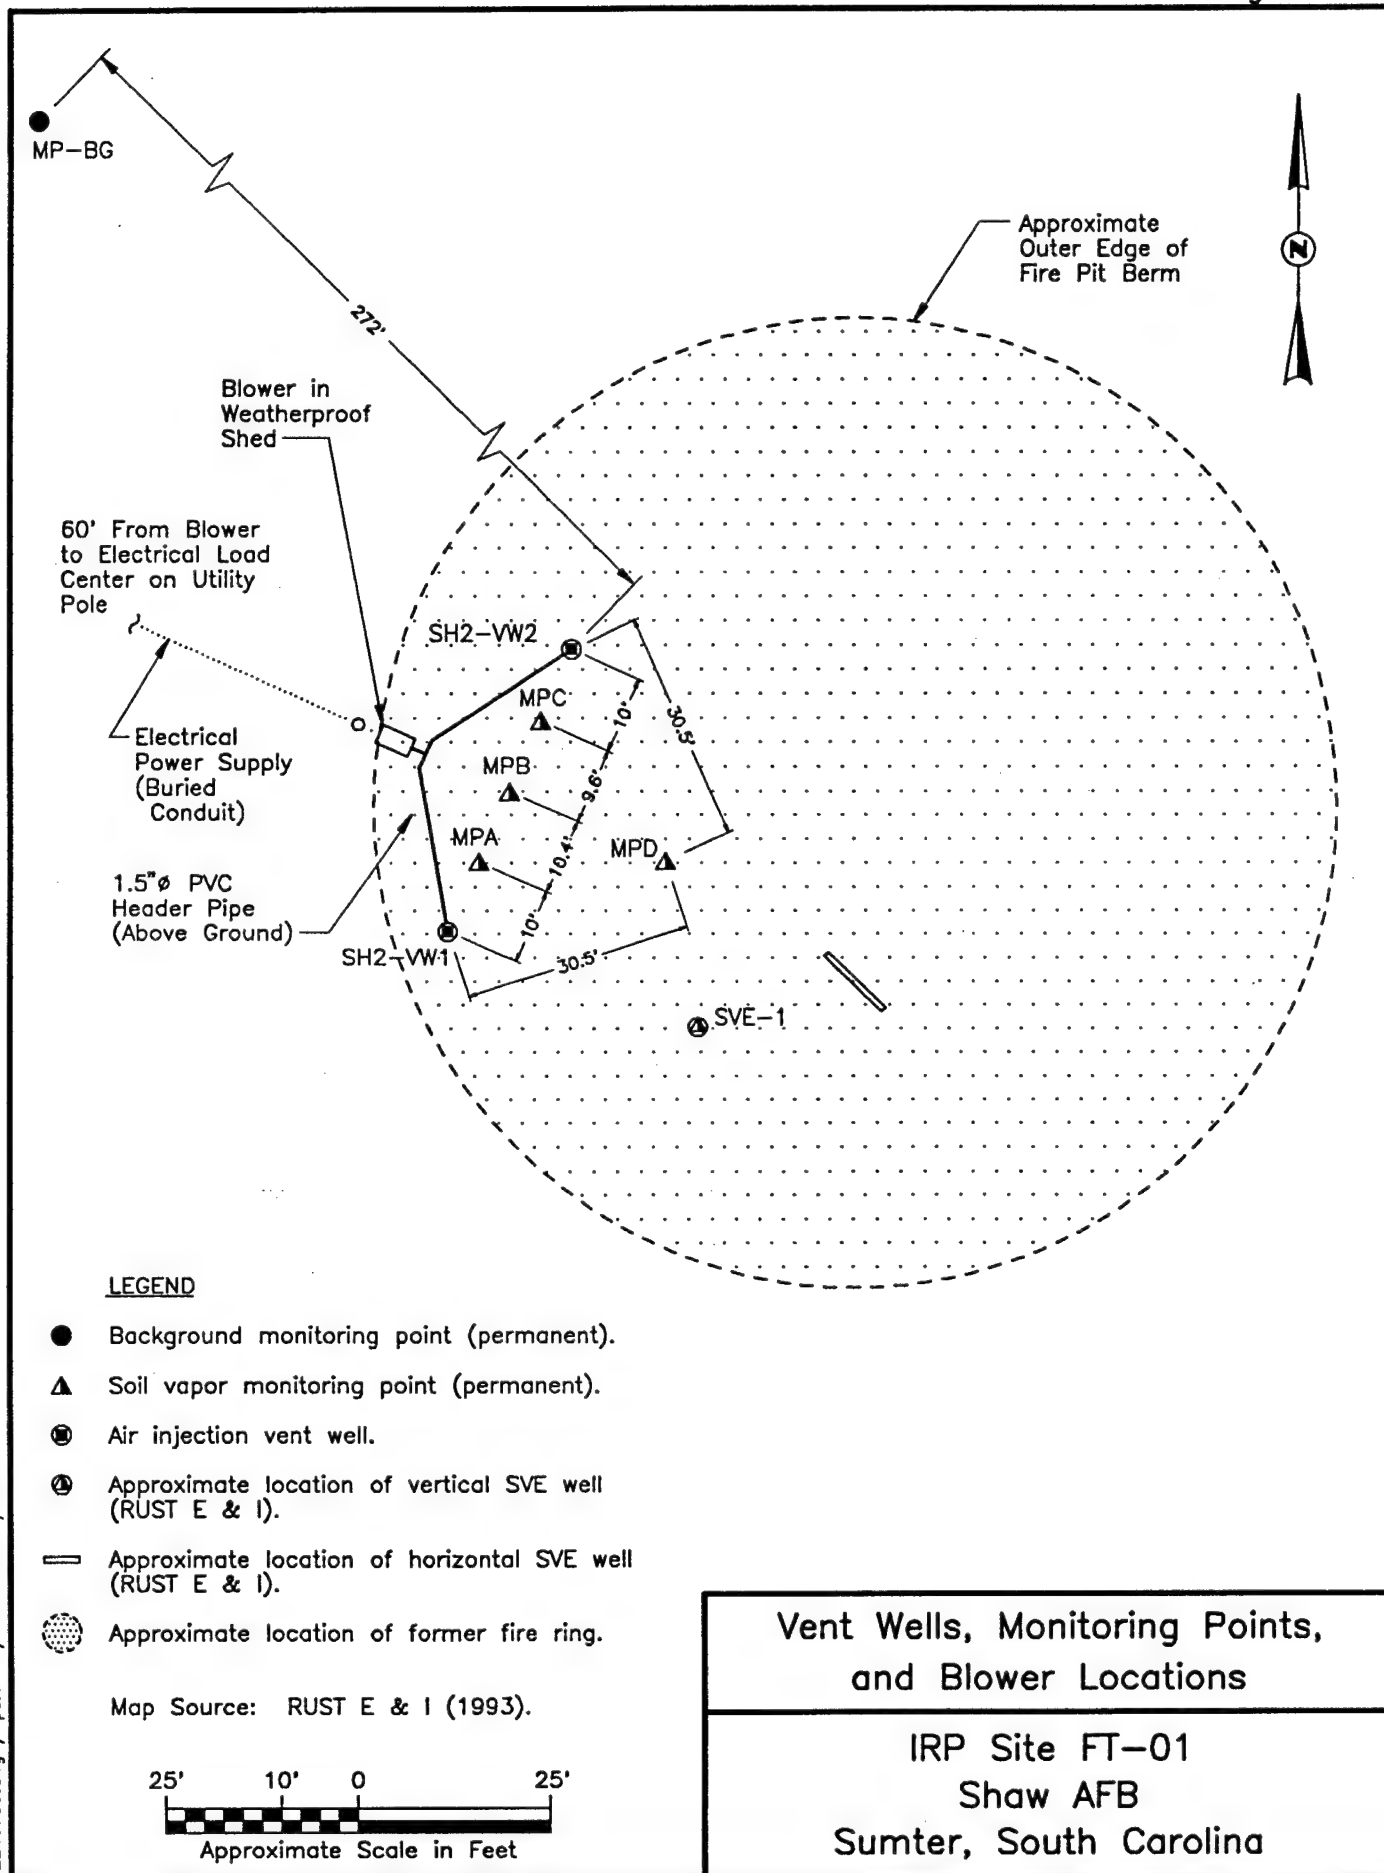 MP-BG
Approximate
Outer Edge of
Fire Pit Berm
N
272'
Blower in
Weatherproof
Shed
60' From Blower
to Electrical Load
Center on Utility
Pole
SH2-VW2
MPC
10'
30.5'
Electrical
Power Supply
(Buried
Conduit)
MPB
9.6'
MPA
10.4'
MPD
1.5"ø PVC
Header Pipe
(Above Ground)
10'
SH2-VW1
30.5'
SVE-1
LEGEND
Background monitoring point (permanent).
Soil vapor monitoring point (permanent).
Air injection vent well.
Approximate location of vertical SVE well
(RUST E & I).
Approximate location of horizontal SVE well
(RUST E & I).
Approximate location of former fire ring.
Map Source: RUST E & I (1993).
25' 10' 0 25'
Approximate Scale in Feet
Vent Wells, Monitoring Points,
and Blower Locations
IRP Site FT-01
Shaw AFB
Sumter, South Carolina